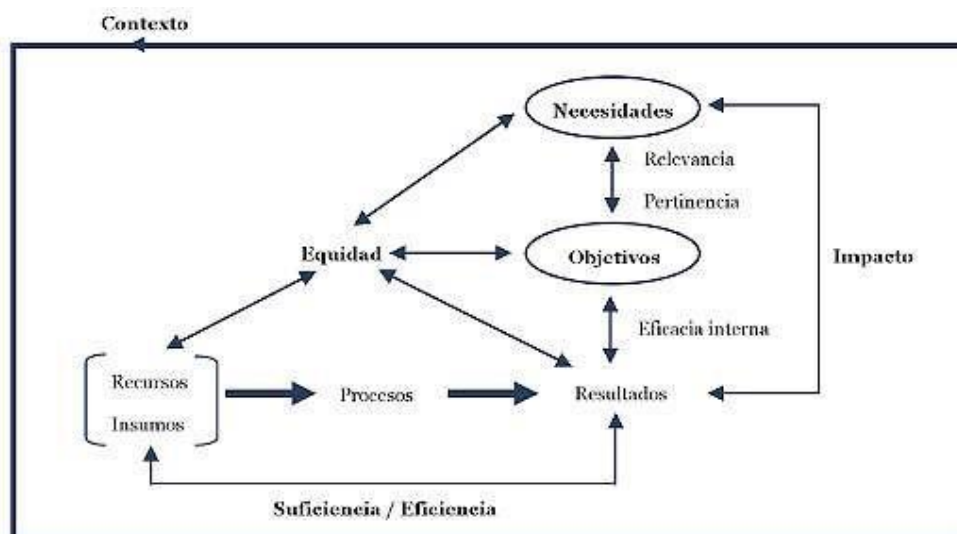 Contexto
Necesidades
Relevancia
Pertinencia
Equidad
Objetivos
Impacto
Eficacia interna
Recursos
Procesos
Resultados
Insumos
Suficiencia / Eficiencia